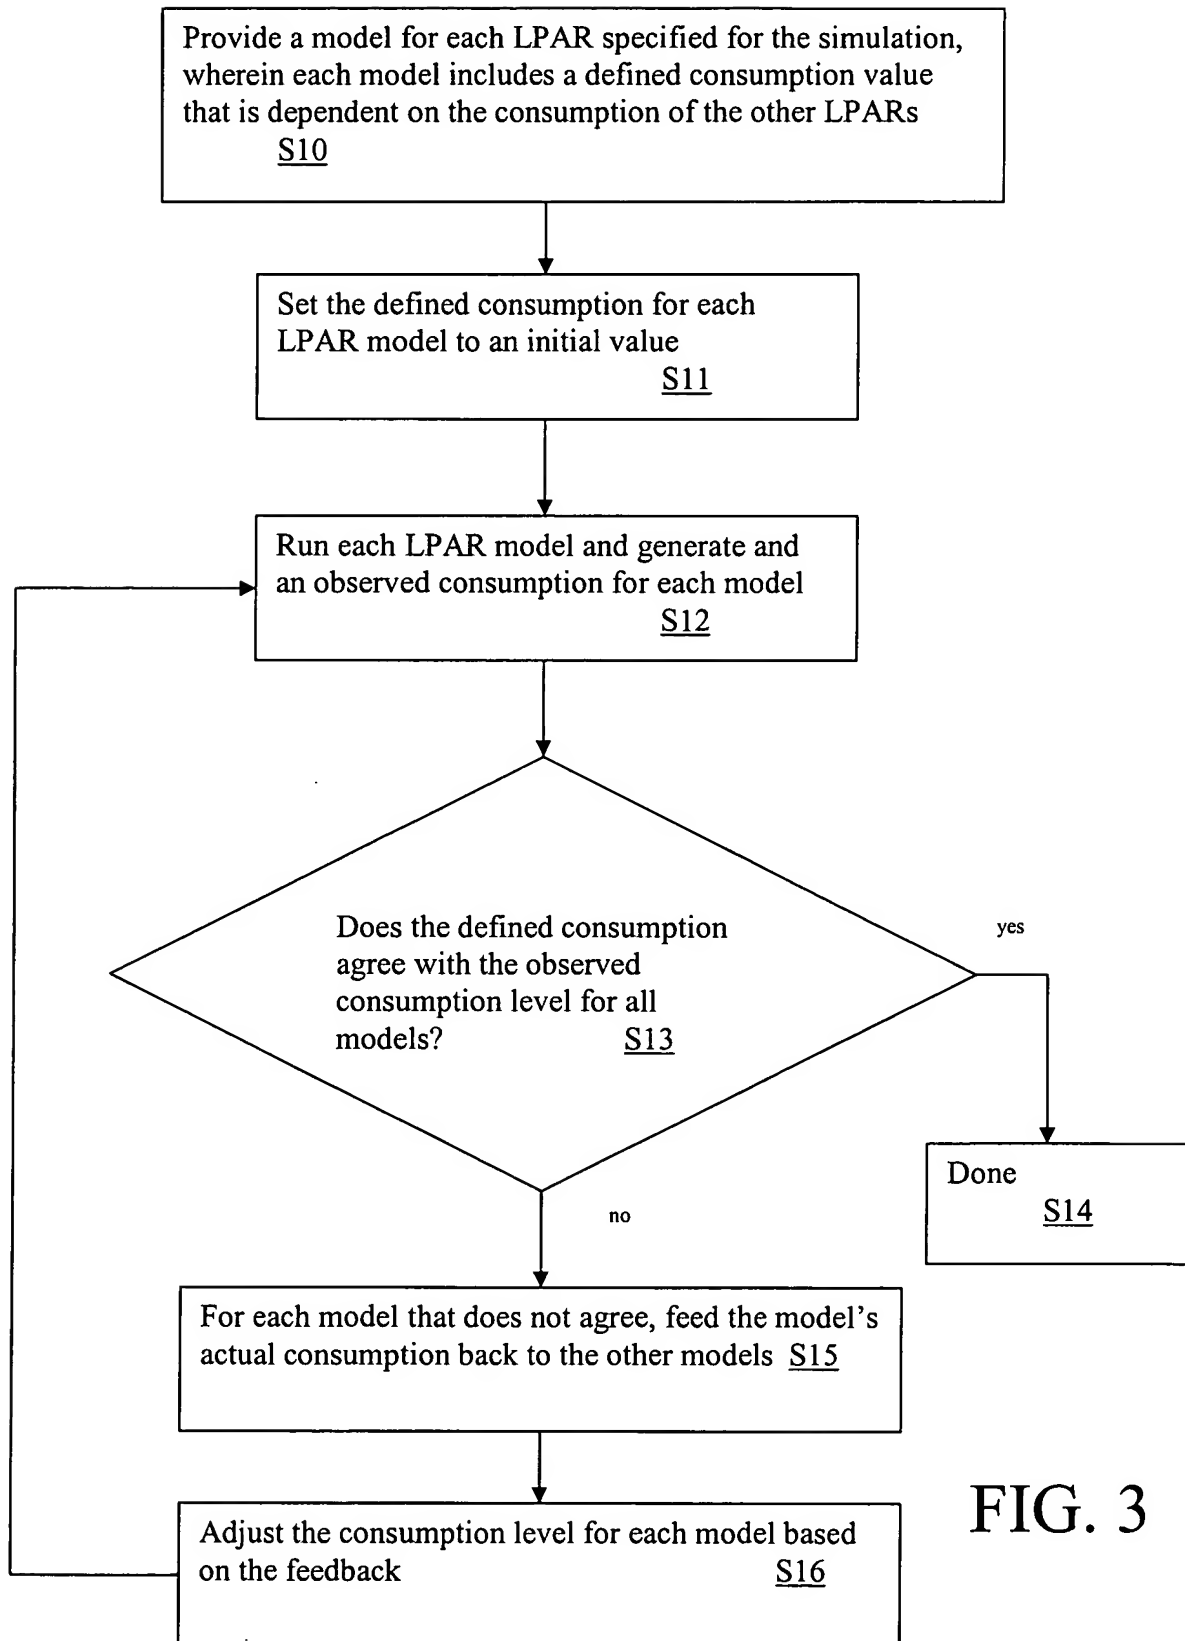 Provide a model for each LPAR specified for the simulation,
wherein each model includes a defined consumption value
that is dependent on the consumption of the other LPARs
S10
Set the defined consumption for each
LPAR model to an initial value
S11
Run each LPAR model and generate and
an observed consumption for each model
S12
Does the defined consumption
agree with the observed
consumption level for all
models? S13
yes
Done
S14
no
For each model that does not agree, feed the model’s
actual consumption back to the other models S15
Adjust the consumption level for each model based
on the feedback S16
FIG. 3